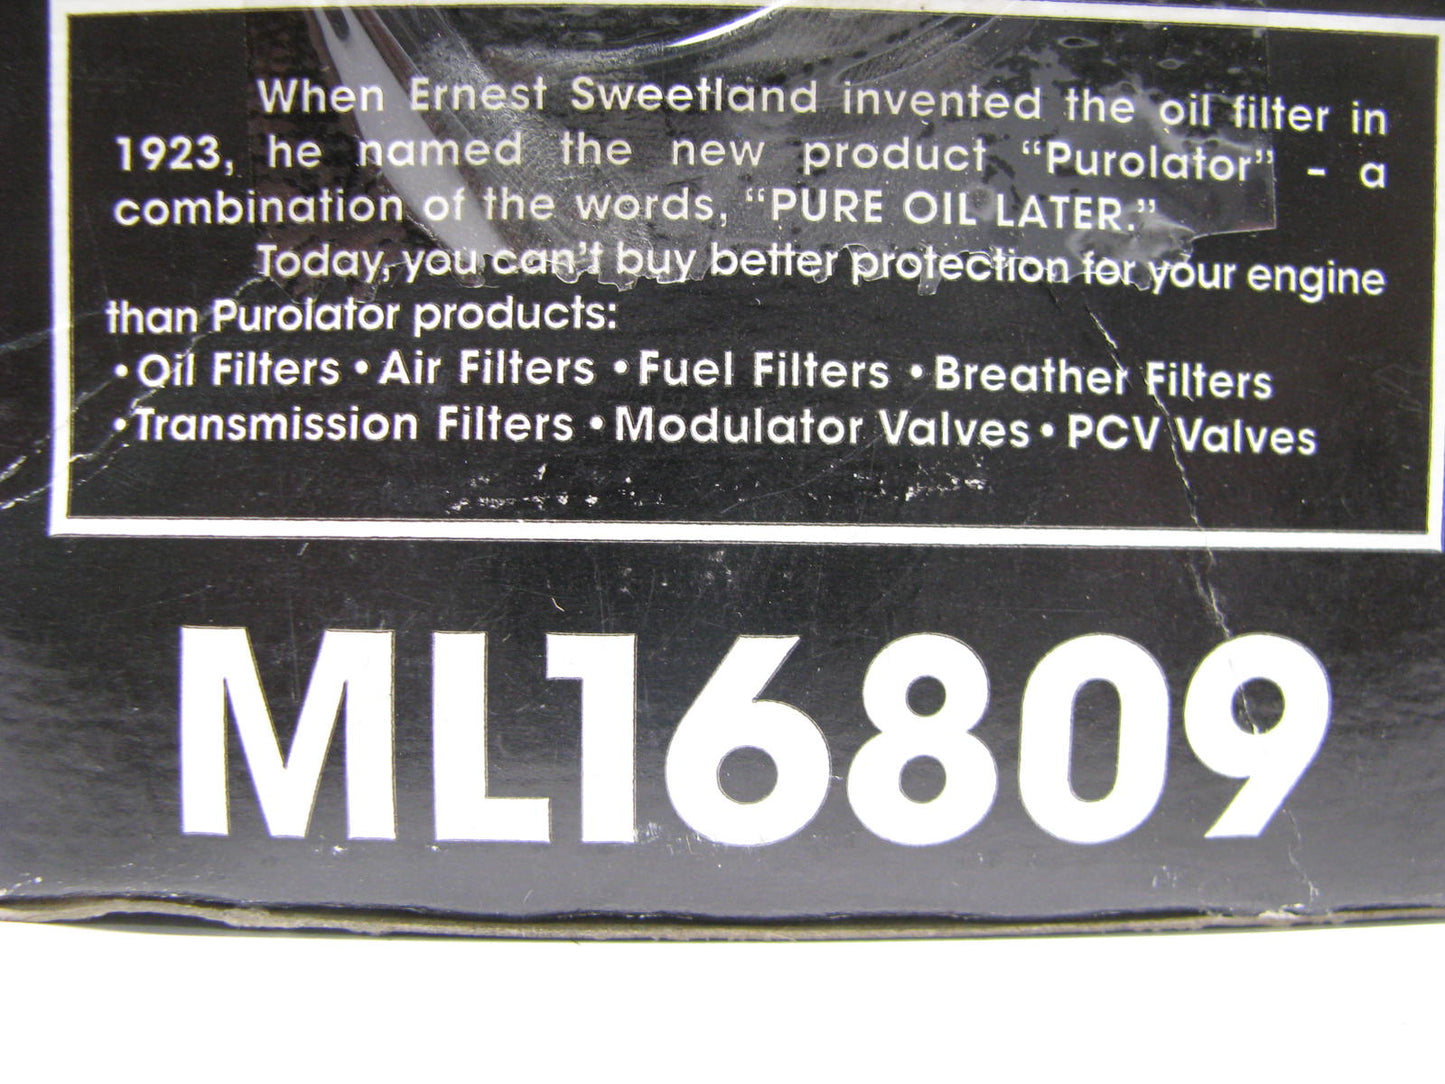 When Ernest Sweetland invented the oil filter in
1923, he named the new product “Purolator” - a
combination of the words, “PURE OIL LATER.”
Today, you can't buy better protection for your engine
than Purolator products:
•Oil Filters •Air Filters •Fuel Filters •Breather Filters
•Transmission Filters •Modulator Valves •PCV Valves
ML16809